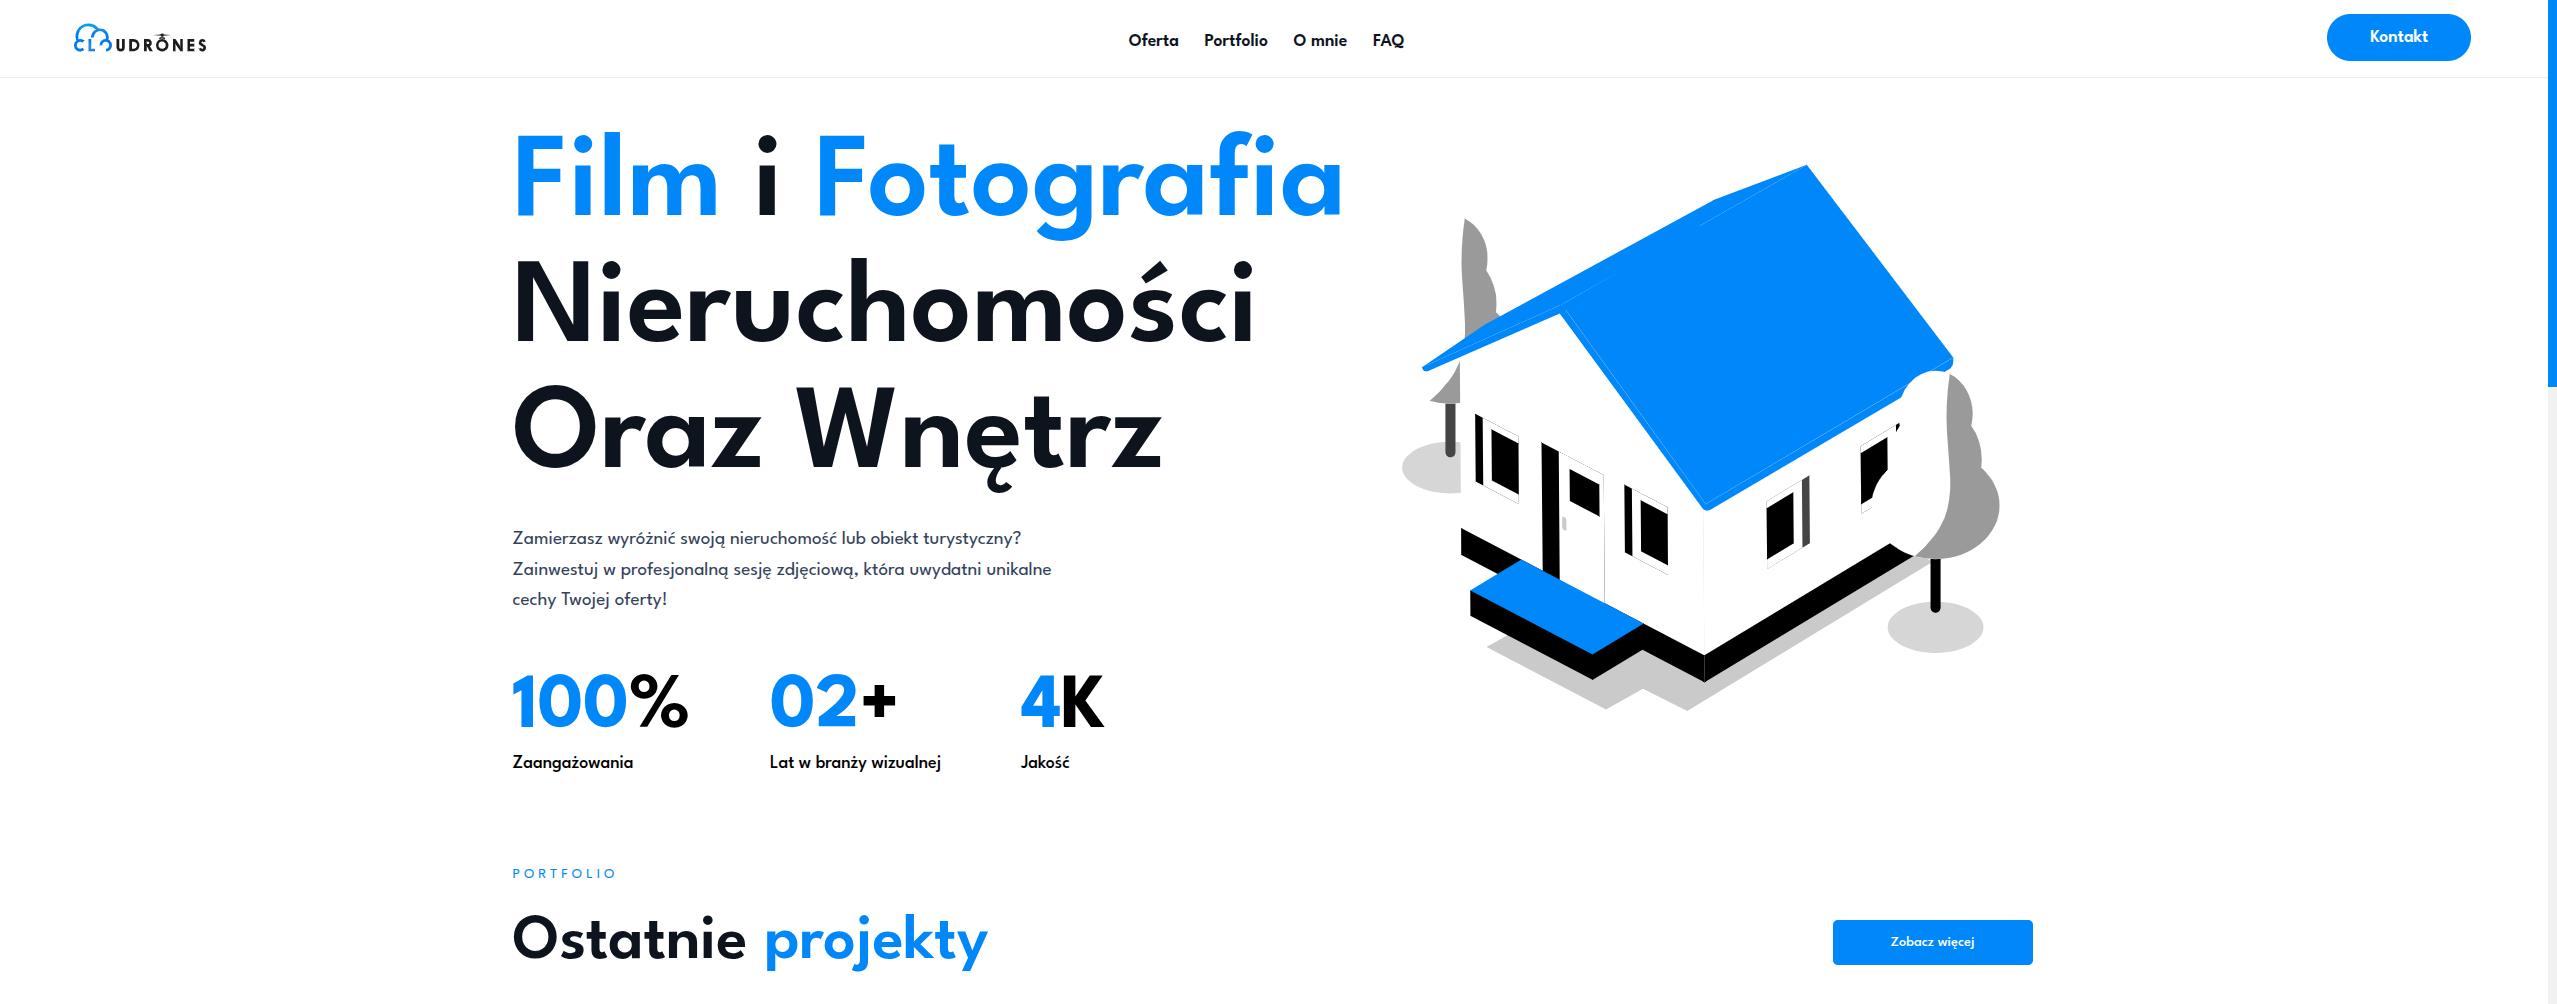 CLOUDRONES
Oferta Portfolio O mnie FAQ
Kontakt
Film i Fotografia
Nieruchomości
Oraz Wnętrz
Zamierzasz wyróżnić swoją nieruchomość lub obiekt turystyczny?
Zainwestuj w profesjonalną sesję zdjęciową, która uwydatni unikalne
cechy Twojej oferty!
100% 02+ 4K
Zaangażowania Lat w branży wizualnej Jakość
PORTFOLIO
Ostatnie projekty
Zobacz więcej